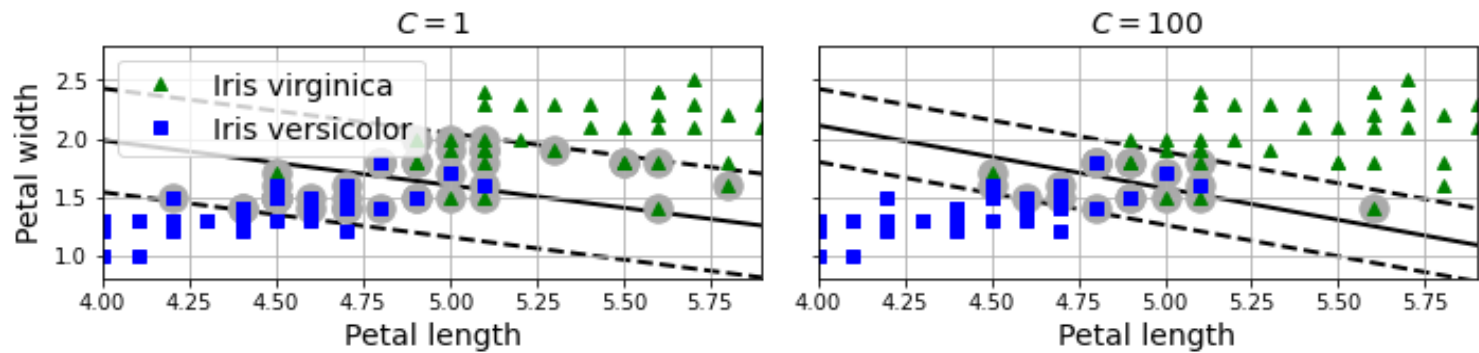 C = 1
C = 100
Petal width
2.5
2.0
1.5
1.0
Iris virginica
Iris versicolor
4.00 4.25 4.50 4.75 5.00 5.25 5.50 5.75
4.00 4.25 4.50 4.75 5.00 5.25 5.50 5.75
Petal length
Petal length